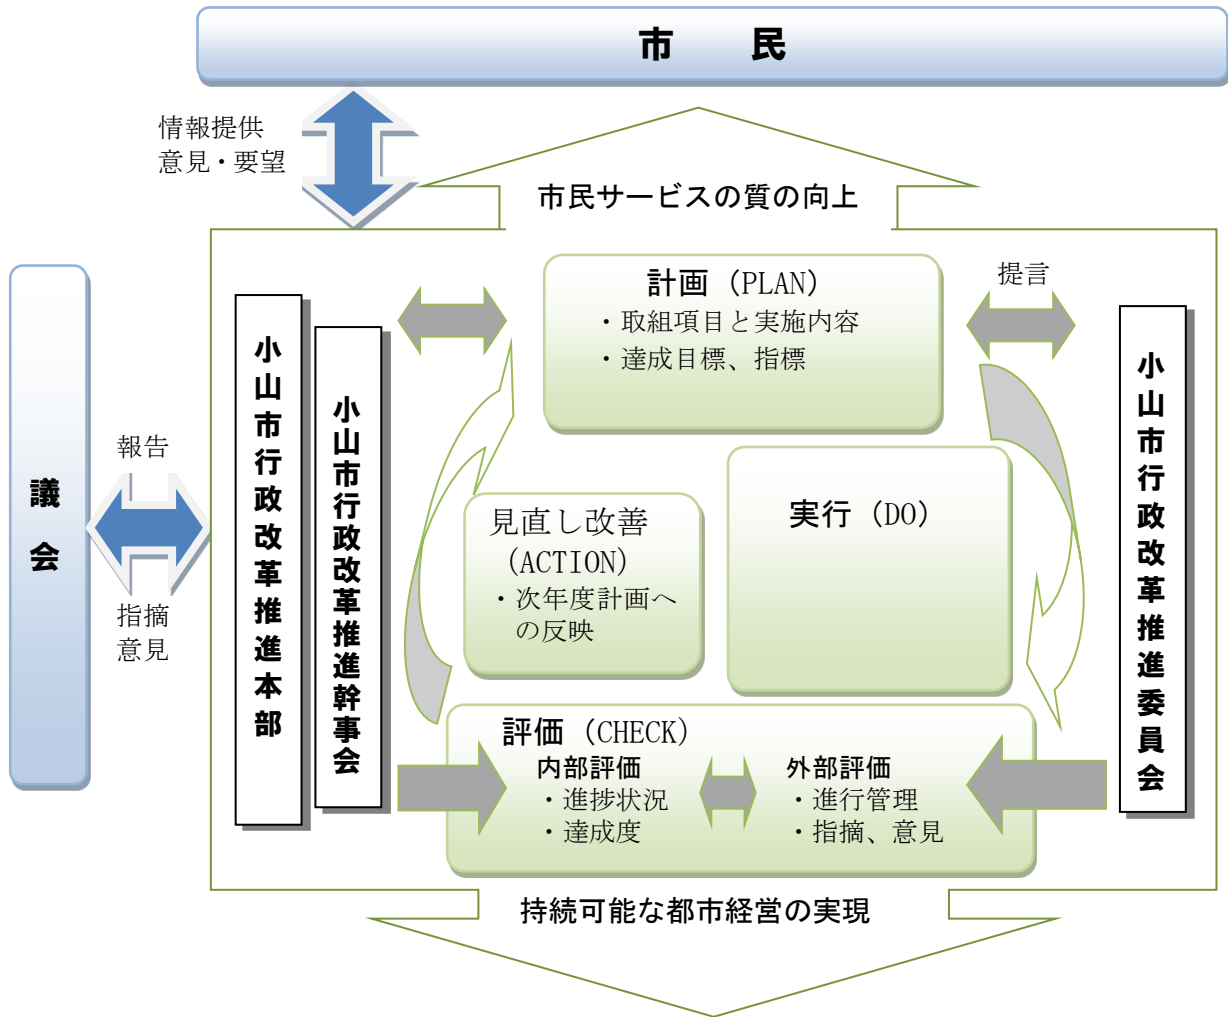 市　民
情報提供
意見・要望
市民サービスの質の向上
計画（PLAN）
・取組項目と実施内容
・達成目標、指標
提言
小山市行政改革推進本部
小山市行政改革推進幹事会
小山市行政改革推進委員会
議会
報告
指摘
意見
見直し改善
（ACTION）
・次年度計画へ
の反映
実行（DO）
評価（CHECK）
内部評価
・進捗状況
・達成度
外部評価
・進行管理
・指摘、意見
持続可能な都市経営の実現